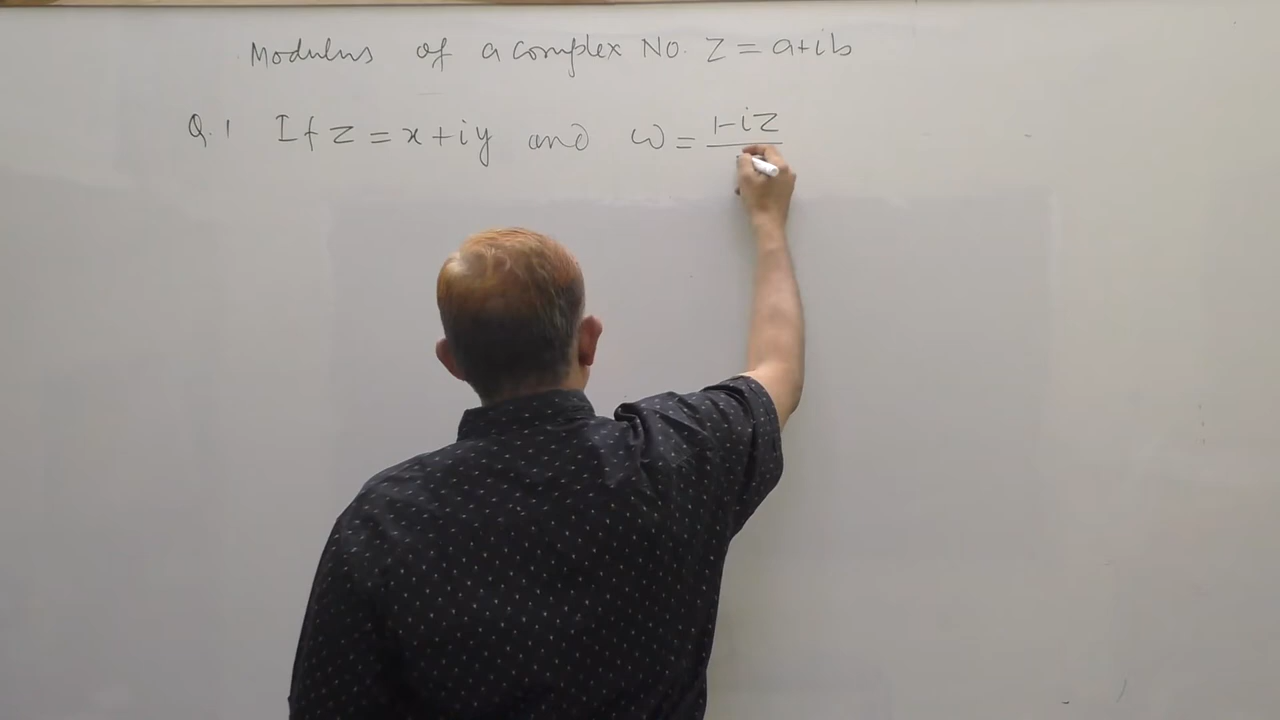 Modulus of a complex No. Z = a+ib
Q.1 If Z = x+iy and ω = 1-iZ